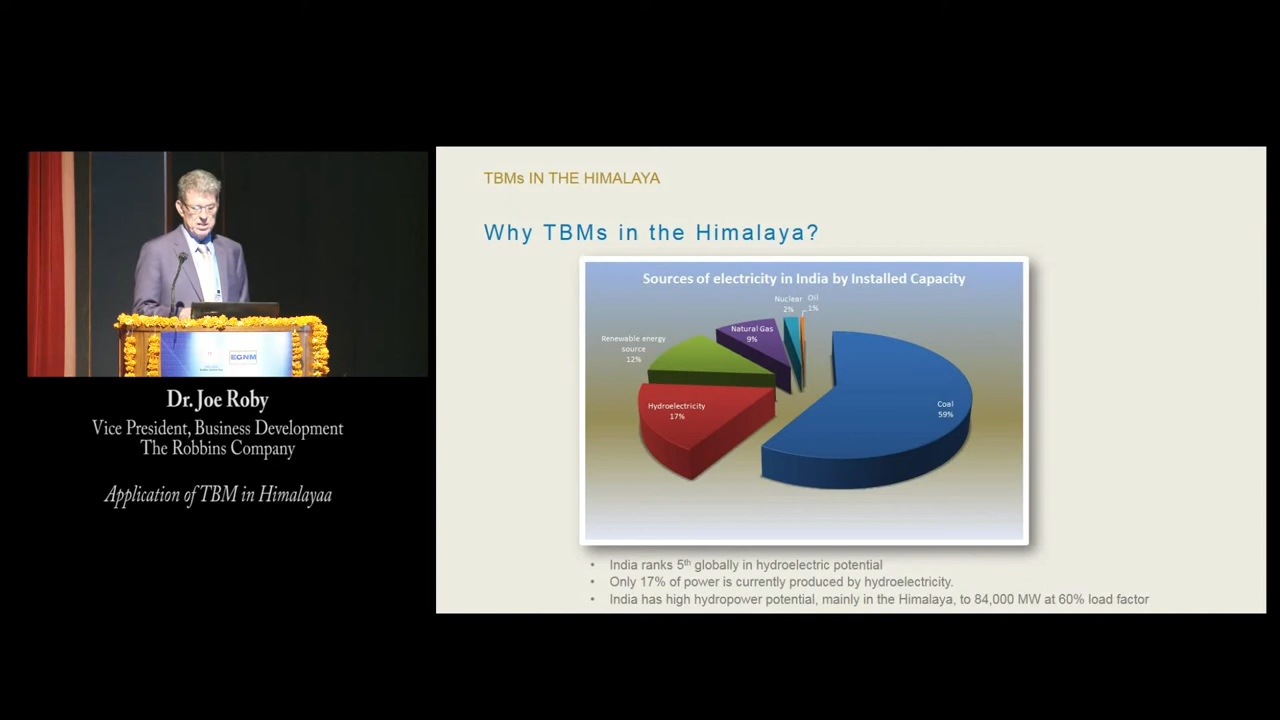 TBMs IN THE HIMALAYA
Why TBMs in the Himalaya?
Sources of electricity in India by Installed Capacity
Nuclear
2%
Oil
1%
Natural Gas
9%
Renewable energy
source
12%
Hydroelectricity
17%
Coal
59%
• India ranks 5th globally in hydroelectric potential
• Only 17% of power is currently produced by hydroelectricity.
• India has high hydropower potential, mainly in the Himalaya, to 84,000 MW at 60% load factor
EGNM
Dr. Joe Roby
Vice President, Business Development
The Robbins Company
Application of TBM in Himalayaa